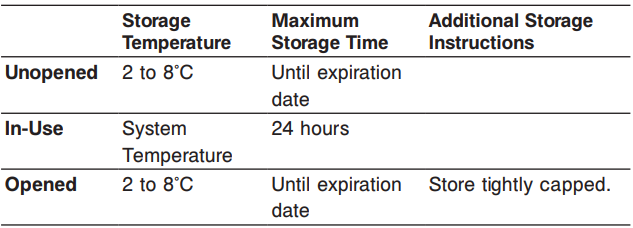 Storage Temperature Maximum Storage Time Additional Storage Instructions
Unopened 2 to 8˚C Until expiration date
In-Use System Temperature 24 hours
Opened 2 to 8˚C Until expiration date Store tightly capped.